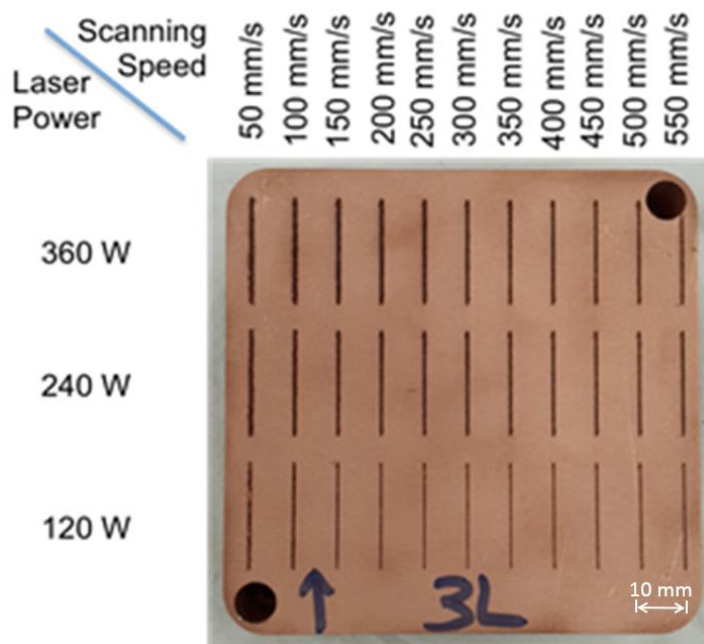 Scanning
Speed
Laser
Power
50 mm/s
100 mm/s
150 mm/s
200 mm/s
250 mm/s
300 mm/s
350 mm/s
400 mm/s
450 mm/s
500 mm/s
550 mm/s
360 W
240 W
120 W
3L
10 mm